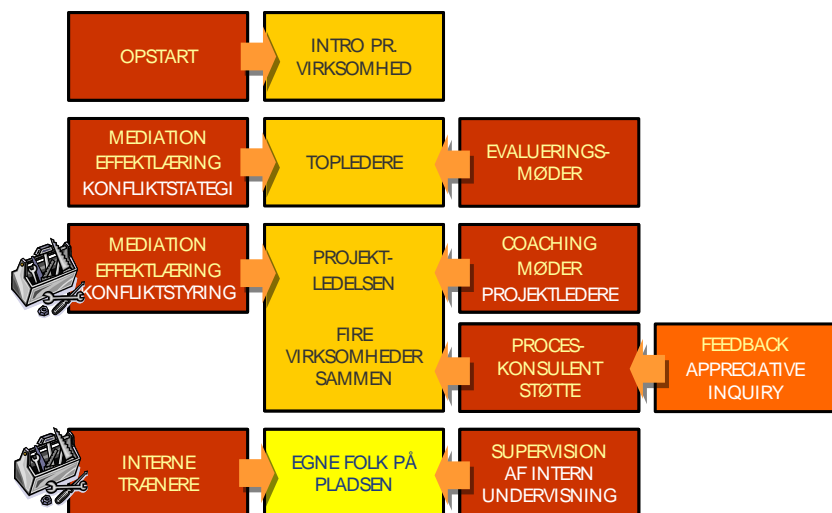 OPSTART
INTRO PR.
VIRKSOMHED
MEDIATION
EFFEKTLÆRING
KONFLIKTSTATEGI
TOPLEDERE
EVALUERINGS-
MØDER
MEDIATION
EFFEKTLÆRING
KONFLIKTSTYRING
PROJEKT-
LEDELSEN
FIRE
VIRKSOMHEDER
SAMMEN
COACHING
MØDER
PROJEKTLEDERE
PROCES-
KONSULENT
STØTTE
FEEDBACK
APPRECIATIVE
INQUIRY
INTERNE
TRÆNERE
EGNE FOLK PÅ
PLADSEN
SUPERVISION
AF INTERN
UNDERVISNING